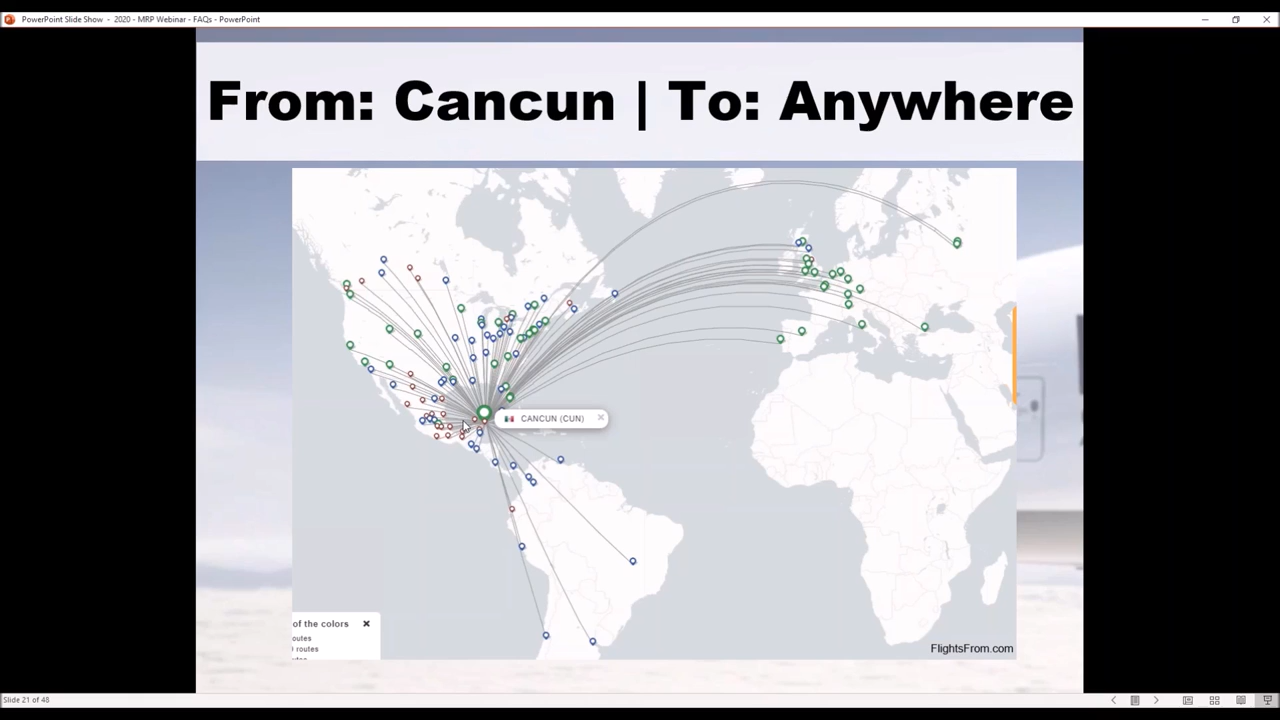 PowerPoint Slide Show - 2020 - MRP Webinar - FAQs - PowerPoint
From: Cancun | To: Anywhere
CANCUN (CUN)
of the colors
outes
routes
FlightsFrom.com
Slide 21 of 48